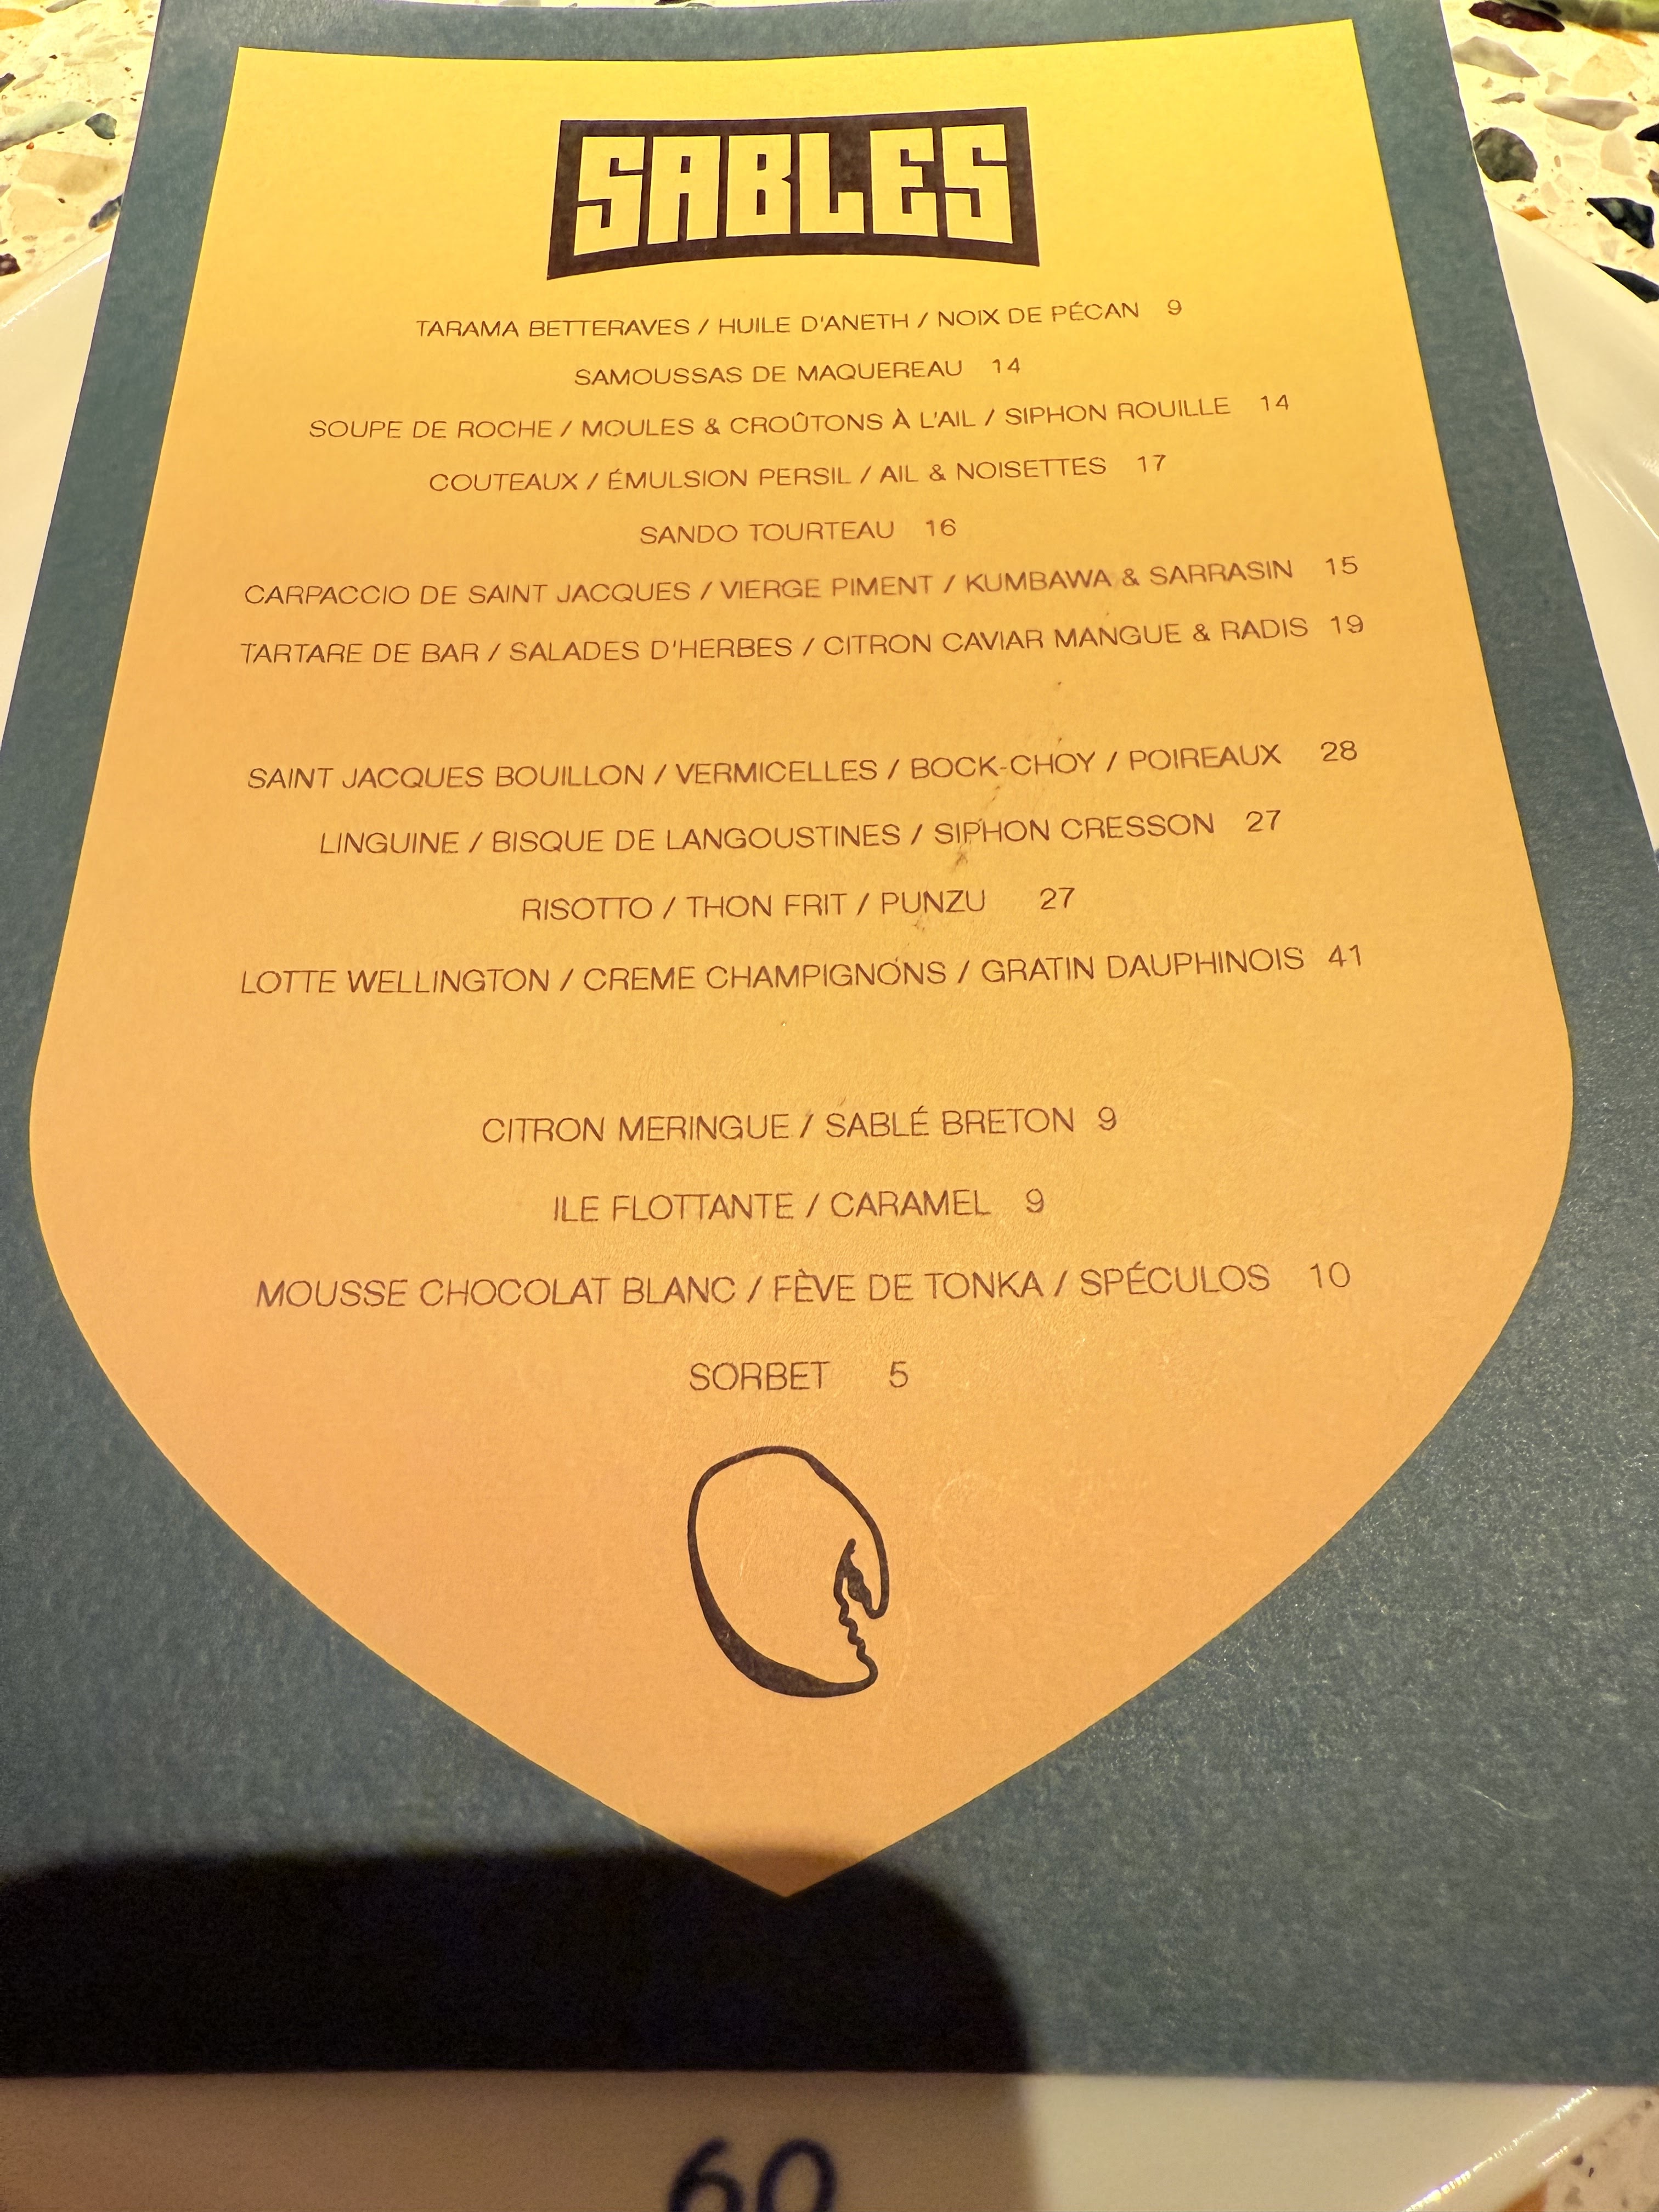 SABLES
TARAMA BETTERAVES / HUILE D'ANETH / NOIX DE PÉCAN 9
SAMOUSSAS DE MAQUEREAU 14
SOUPE DE ROCHE / MOULES & CROÛTONS À L'AIL / SIPHON ROUILLE 14
COUTEAUX / ÉMULSION PERSIL / AIL & NOISETTES 17
SANDO TOURTEAU 16
CARPACCIO DE SAINT JACQUES / VIERGE PIMENT / KUMBAWA & SARRASIN 15
TARTARE DE BAR / SALADES D'HERBES / CITRON CAVIAR MANGUE & RADIS 19
SAINT JACQUES BOUILLON / VERMICELLES / BOCK-CHOY / POIREAUX 28
LINGUINE / BISQUE DE LANGOUSTINES / SIPHON CRESSON 27
RISOTTO / THON FRIT / PUNZU 27
LOTTE WELLINGTON / CREME CHAMPIGNONS / GRATIN DAUPHINOIS 41
CITRON MERINGUE / SABLÉ BRETON 9
ILE FLOTTANTE / CARAMEL 9
MOUSSE CHOCOLAT BLANC / FÈVE DE TONKA / SPÉCULOS 10
SORBET 5
60